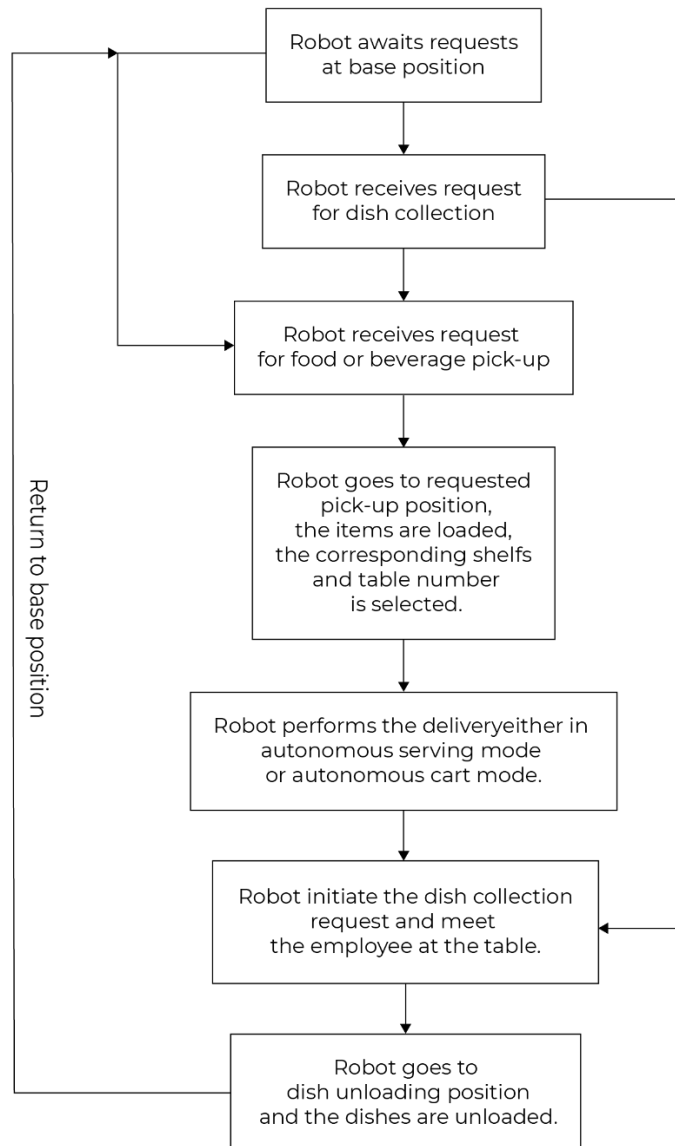 Robot awaits requests
at base position
Robot receives request
for dish collection
Robot receives request
for food or beverage pick-up
Robot goes to requested
pick-up position,
the items are loaded,
the corresponding shelfs
and table number
is selected.
Return to base position
Robot performs the deliveryeither in
autonomous serving mode
or autonomous cart mode.
Robot initiate the dish collection
request and meet
the employee at the table.
Robot goes to
dish unloading position
and the dishes are unloaded.